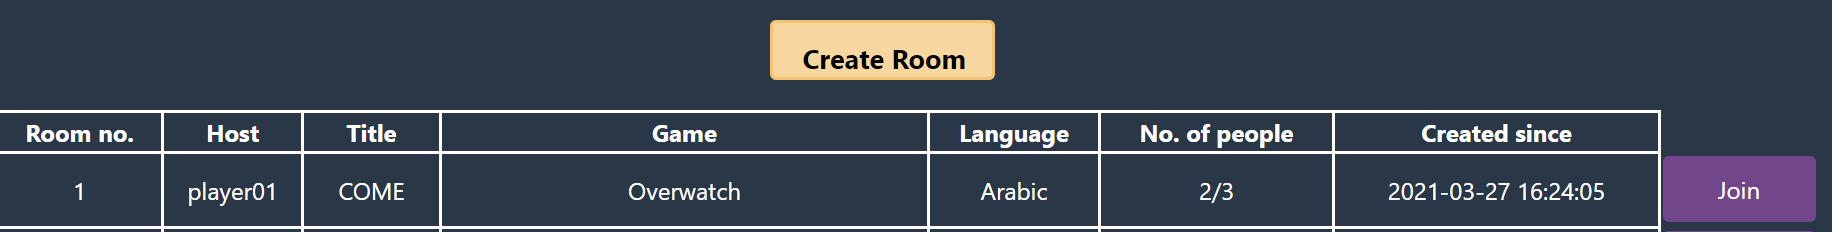 Create Room
Room no. Host Title Game Language No. of people Created since
1 player01 COME Overwatch Arabic 2/3 2021-03-27 16:24:05 Join